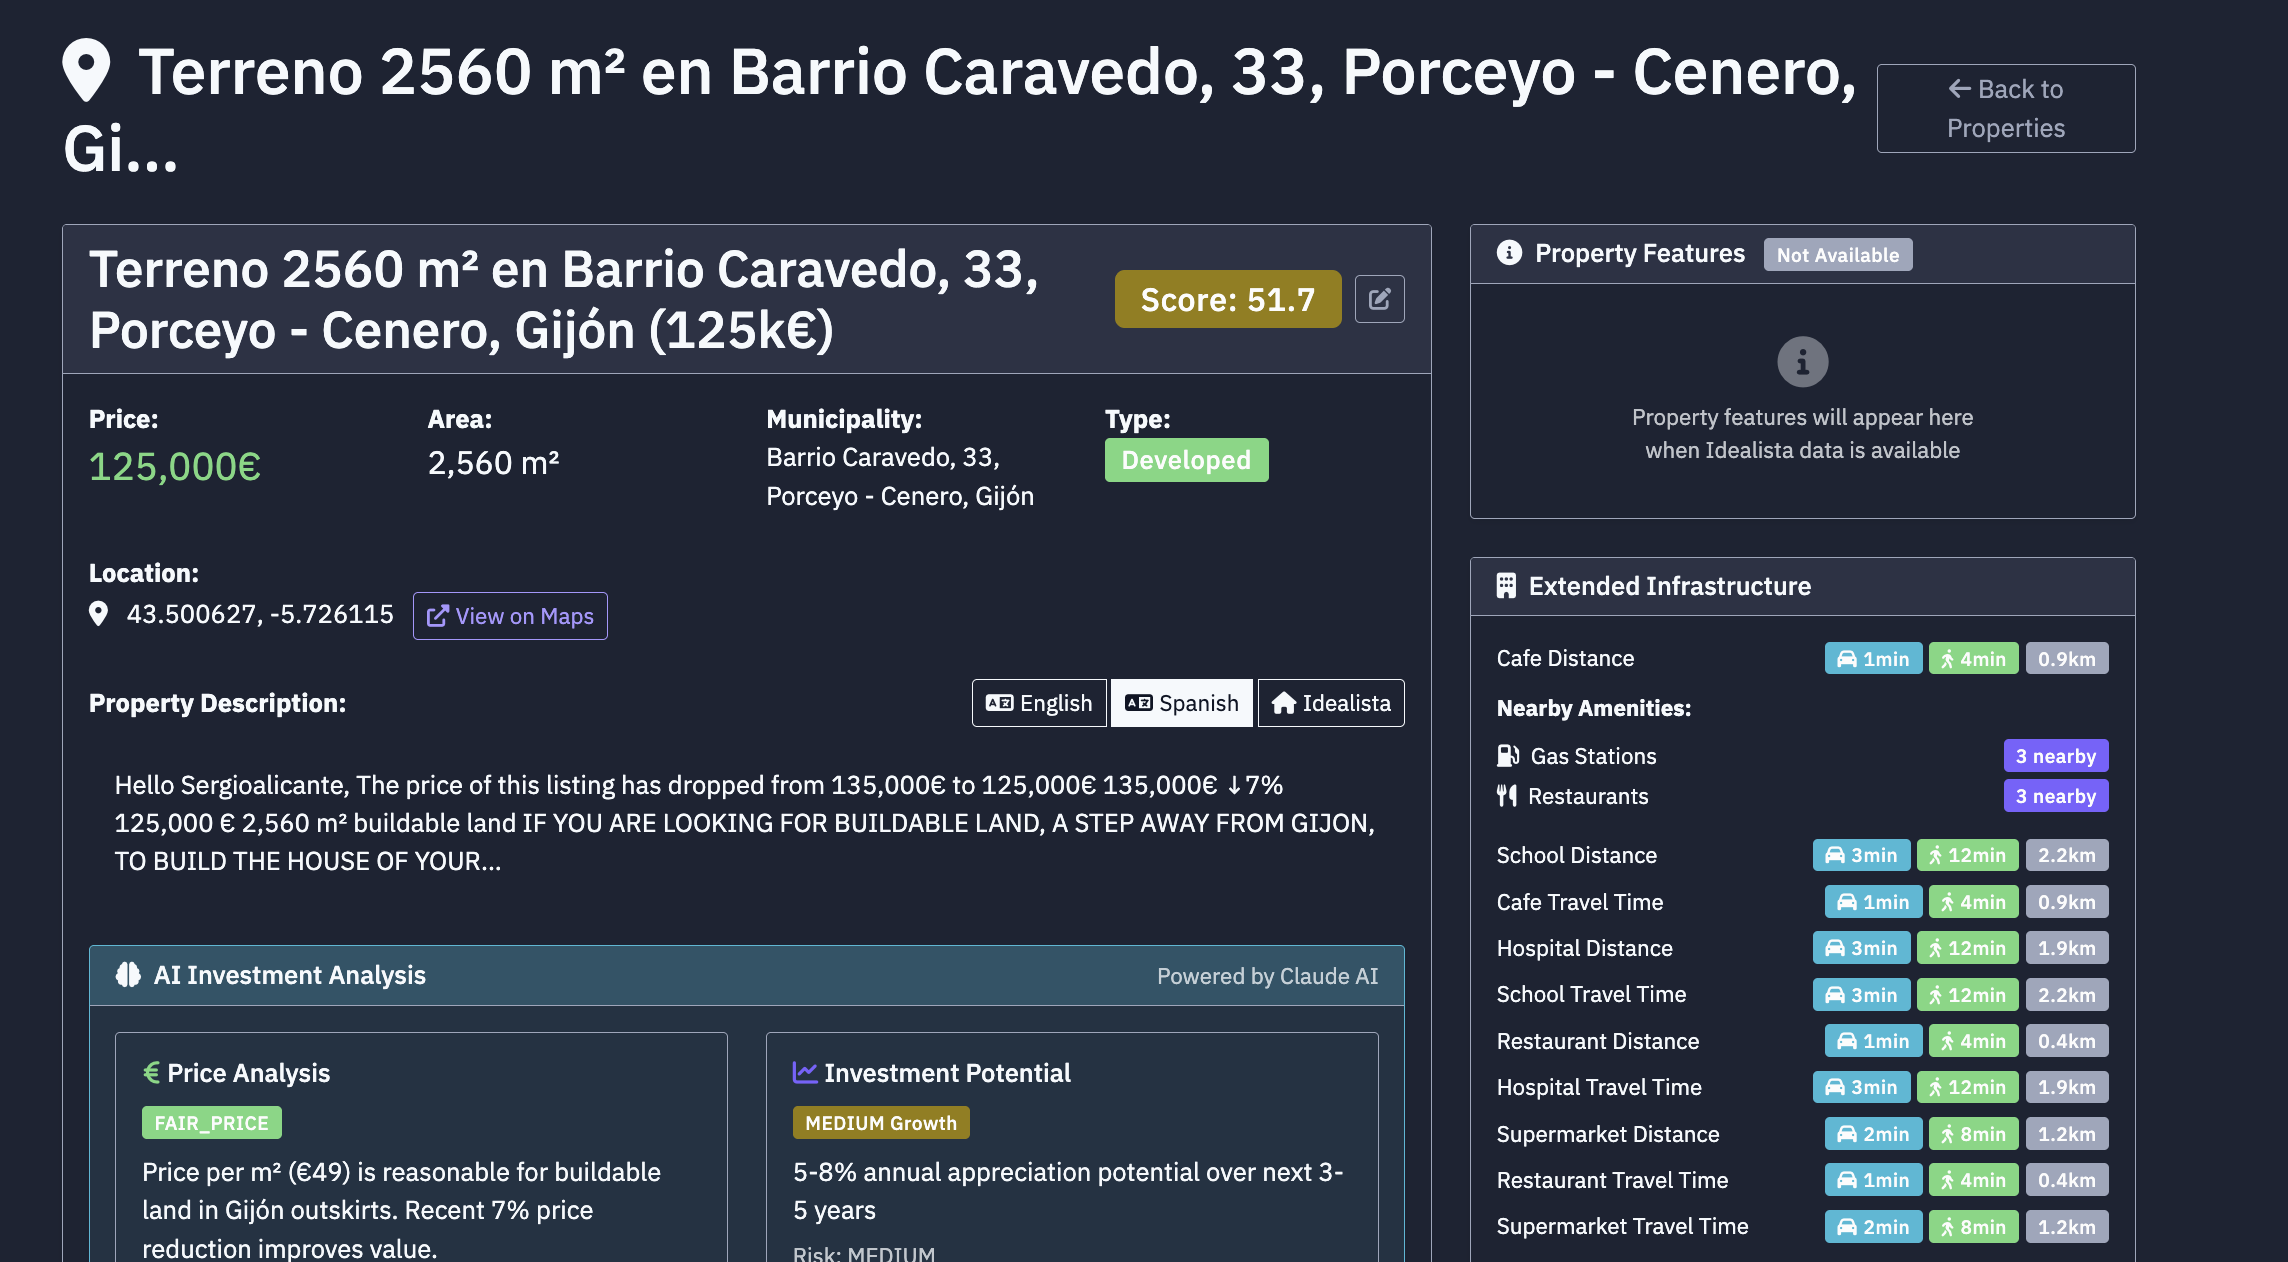 Terreno 2560 m² en Barrio Caravedo, 33, Porceyo - Cenero,
Gi...
← Back to
Properties
Terreno 2560 m² en Barrio Caravedo, 33,
Porceyo - Cenero, Gijón (125k€)
Score: 51.7
Price:
125,000€
Area:
2,560 m²
Municipality:
Barrio Caravedo, 33,
Porceyo - Cenero, Gijón
Type:
Developed
Location:
43.500627, -5.726115
View on Maps
Property Description:
English
Spanish
Idealista
Hello Sergioalicante, The price of this listing has dropped from 135,000€ to 125,000€ 135,000€ ↓7%
125,000 € 2,560 m² buildable land IF YOU ARE LOOKING FOR BUILDABLE LAND, A STEP AWAY FROM GIJON,
TO BUILD THE HOUSE OF YOUR...
AI Investment Analysis
Powered by Claude AI
Price Analysis
FAIR_PRICE
Price per m² (€49) is reasonable for buildable
land in Gijón outskirts. Recent 7% price
reduction improves value.
Investment Potential
MEDIUM Growth
5-8% annual appreciation potential over next 3-
5 years
Risk: MEDIUM
Property Features
Not Available
Property features will appear here
when Idealista data is available
Extended Infrastructure
Cafe Distance 1min 4min 0.9km
Nearby Amenities:
Gas Stations 3 nearby
Restaurants 3 nearby
School Distance 3min 12min 2.2km
Cafe Travel Time 1min 4min 0.9km
Hospital Distance 3min 12min 1.9km
School Travel Time 3min 12min 2.2km
Restaurant Distance 1min 4min 0.4km
Hospital Travel Time 3min 12min 1.9km
Supermarket Distance 2min 8min 1.2km
Restaurant Travel Time 1min 4min 0.4km
Supermarket Travel Time 2min 8min 1.2km